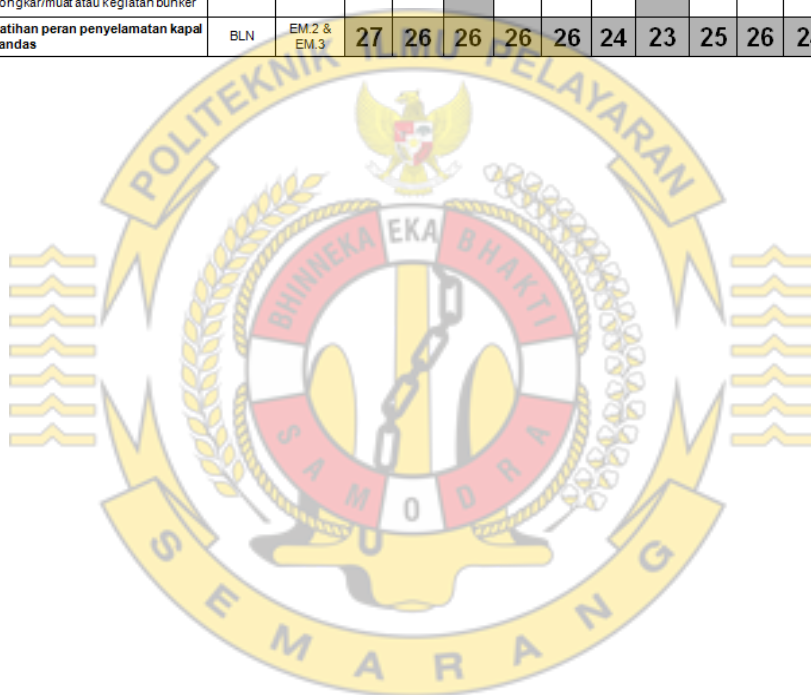 ongkar/muat atau kegiatan bunker
atihan peran penyelamatan kapal
andas
BLN
EM.2 &
EM.3
27 26 26 26 26 24 23 25 26
POLITEKNIK ILMU PELAYARAN
BHINNEKA EKA BHAKTI
SAMODRA
SEMARANG